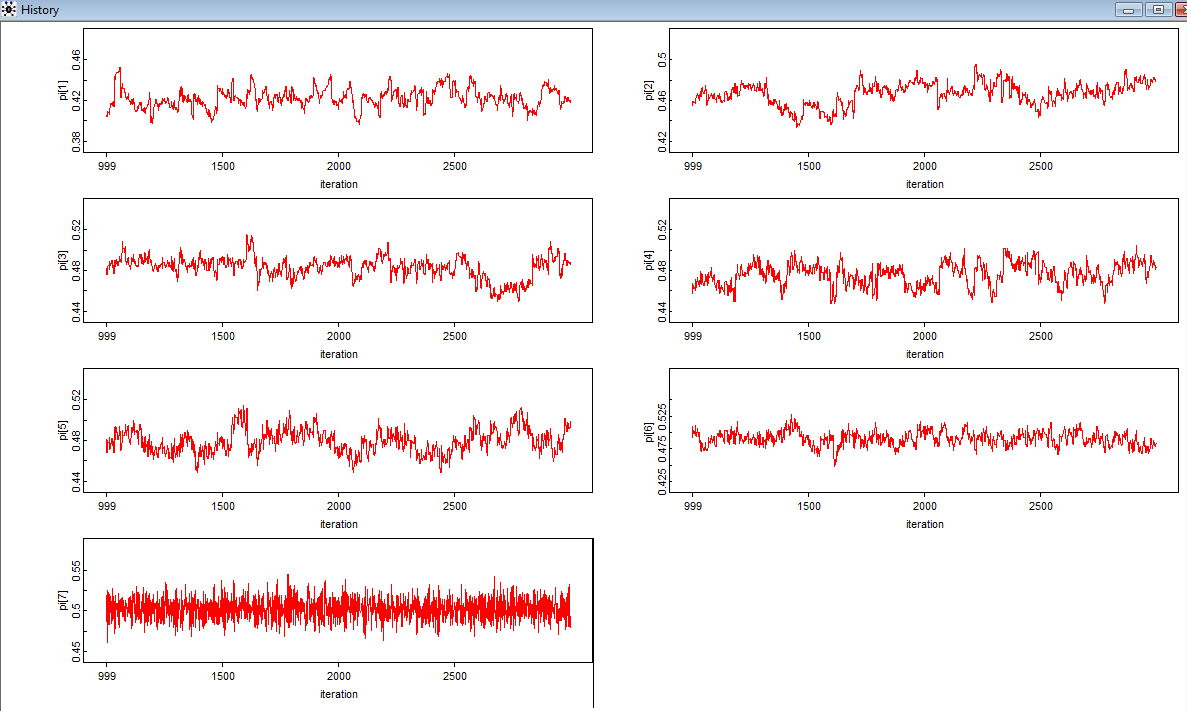 History
pi[1]
0.46
0.42
0.38
999 1500 2000 2500
iteration
pi[2]
0.5
0.46
0.42
999 1500 2000 2500
iteration
pi[3]
0.52
0.48
0.44
999 1500 2000 2500
iteration
pi[4]
0.52
0.48
0.44
999 1500 2000 2500
iteration
pi[5]
0.52
0.48
0.44
999 1500 2000 2500
iteration
pi[6]
0.525
0.475
0.425
999 1500 2000 2500
iteration
pi[7]
0.55
0.5
0.45
999 1500 2000 2500
iteration